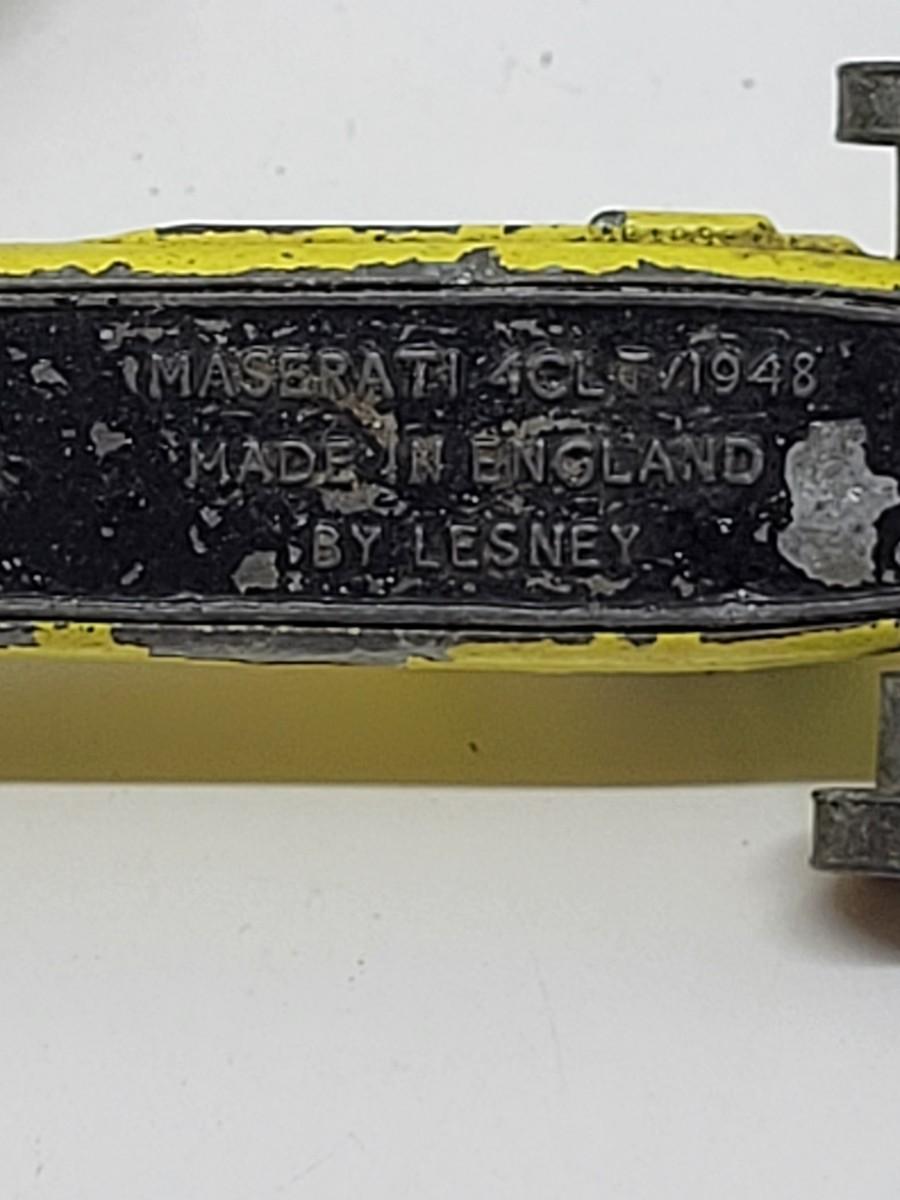 MASERATI 4CLT/1948
MADE IN ENGLAND
BY LESNEY